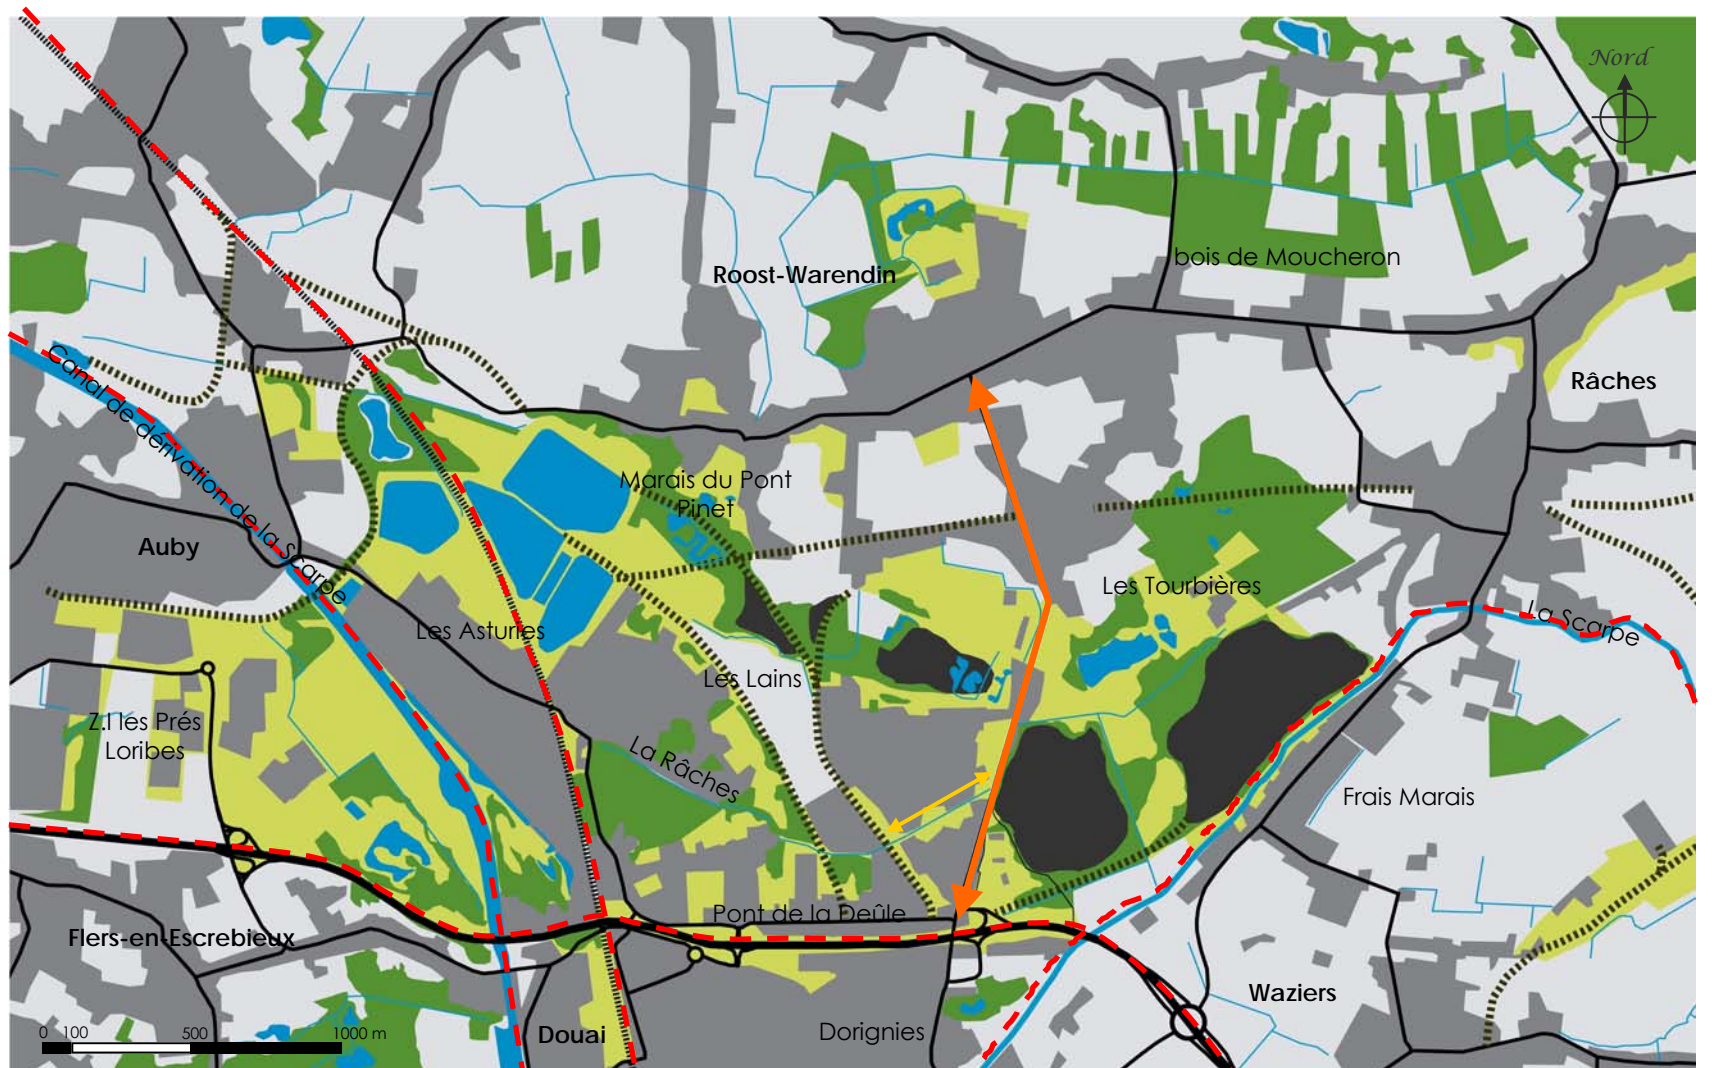 Nord
bois de Moucheron
Roost-Warendin
Râches
Canal de dérivation de la Scarpe
Marais du Pont
Pinet
Auby
Les Tourbières
La Scarpe
Les Asturies
Les Lains
Z.I les Prés
Loribes
La Râches
Frais Marais
Pont de la Deûle
Flers-en-Escrebieux
Waziers
0 100 500 1000 m
Douai
Dorignies